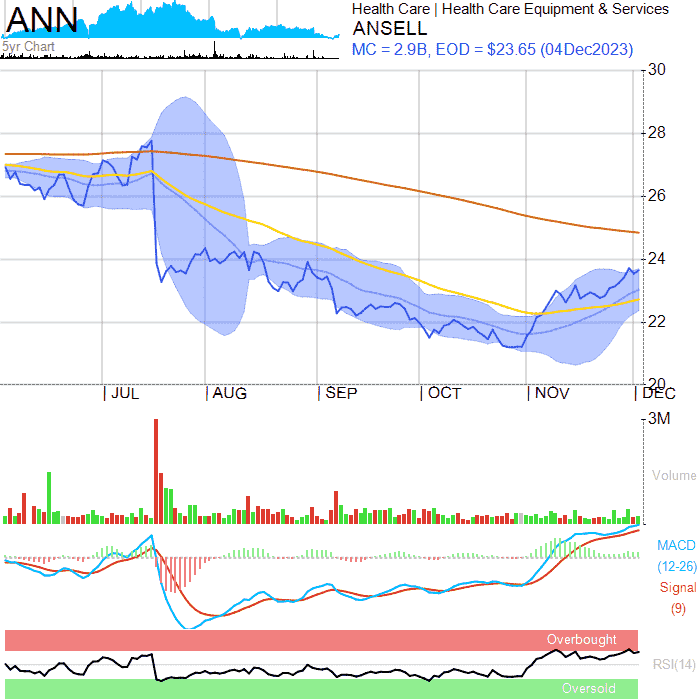 ANN
5yr Chart
Health Care | Health Care Equipment & Services
ANSELL
MC = 2.9B, EOD = $23.65 (04Dec2023)
30
28
26
24
22
20
JUL
AUG
SEP
OCT
NOV
DEC
3M
Volume
MACD
(12-26)
Signal
(9)
Overbought
RSI(14)
Oversold